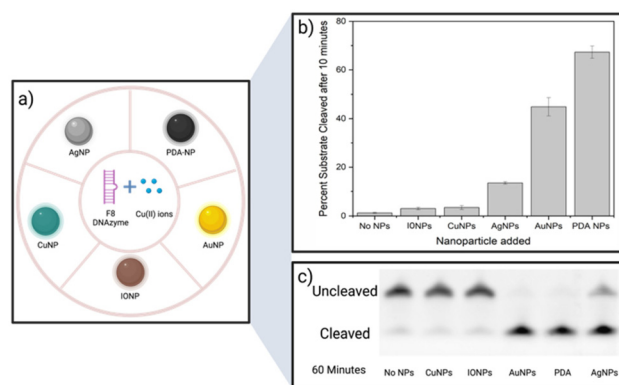 a)
AgNP
PDA-NP
CuNP
AuNP
IONP
F8
DNAzyme
+
Cu(II) ions
b)
Percent Substrate Cleaved after 10 minutes
80
60
40
20
0
No NPs IONPs CuNPs AgNPs AuNPs PDA NPs
Nanoparticle added
c)
Uncleaved
Cleaved
60 Minutes No NPs CuNPs IONPs AuNPs PDA AgNPs